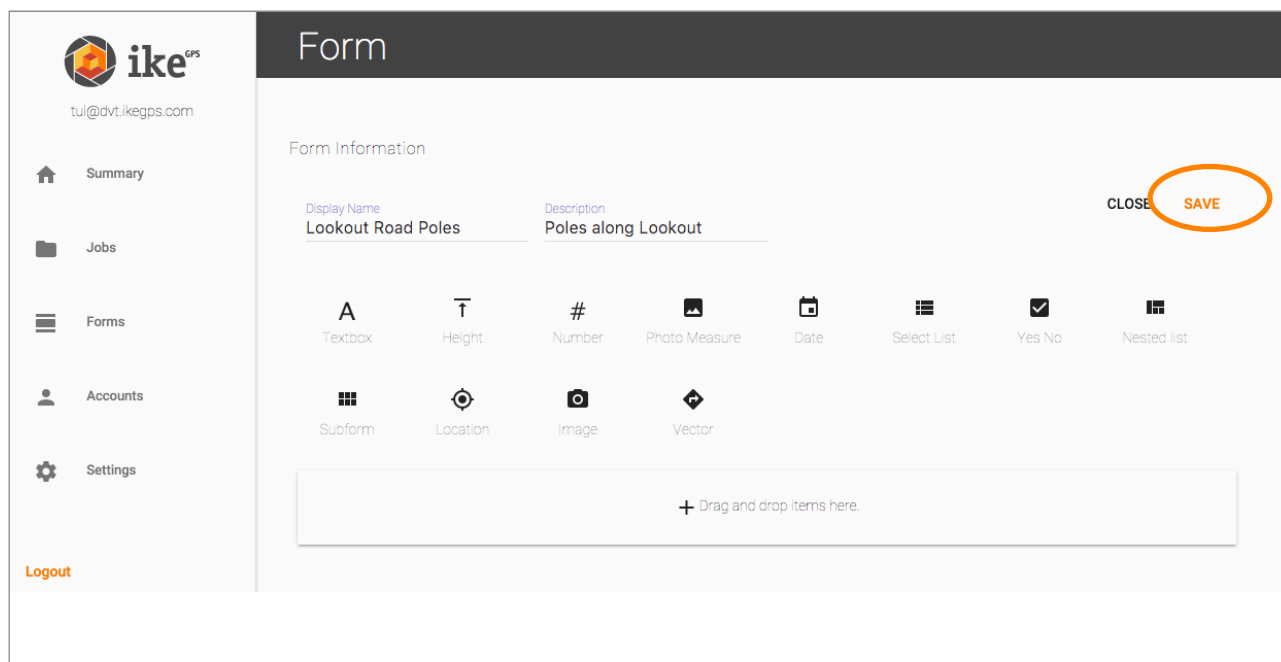 ike GPS
tul@dvt.ikegps.com
Summary
Jobs
Forms
Accounts
Settings
Logout
Form
Form Information
Display Name
Lookout Road Poles
Description
Poles along Lookout
CLOSE
SAVE
A
Textbox
Height
#
Number
Photo Measure
Date
Select List
Yes No
Nested list
Subform
Location
Image
Vector
+ Drag and drop items here.